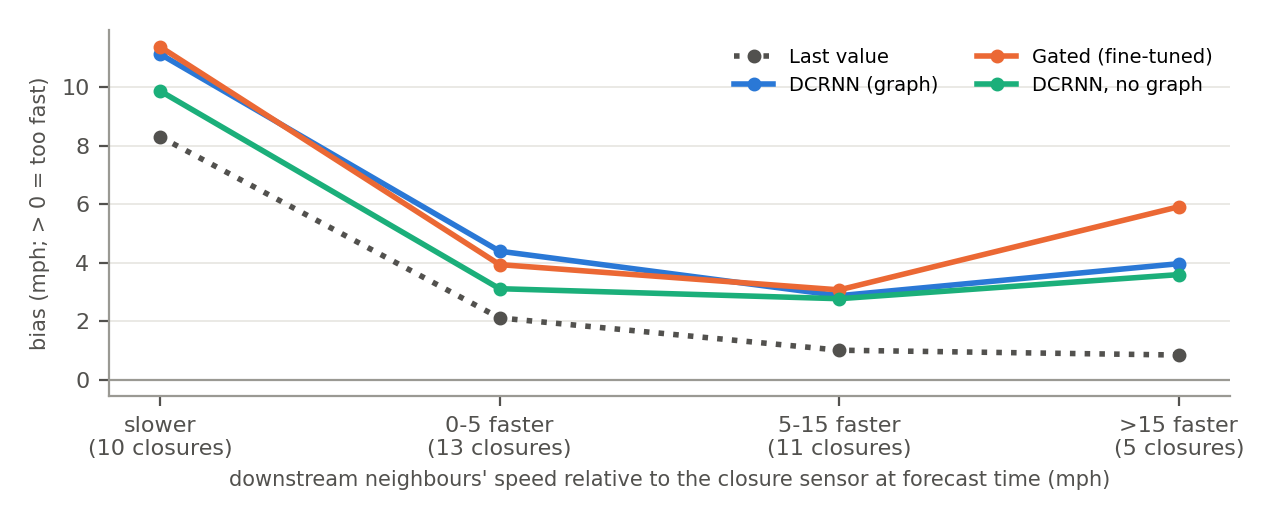 Last value
DCRNN (graph)
Gated (fine-tuned)
DCRNN, no graph
bias (mph; > 0 = too fast)
10
8
6
4
2
0
slower
(10 closures)
0-5 faster
(13 closures)
5-15 faster
(11 closures)
>15 faster
(5 closures)
downstream neighbours' speed relative to the closure sensor at forecast time (mph)